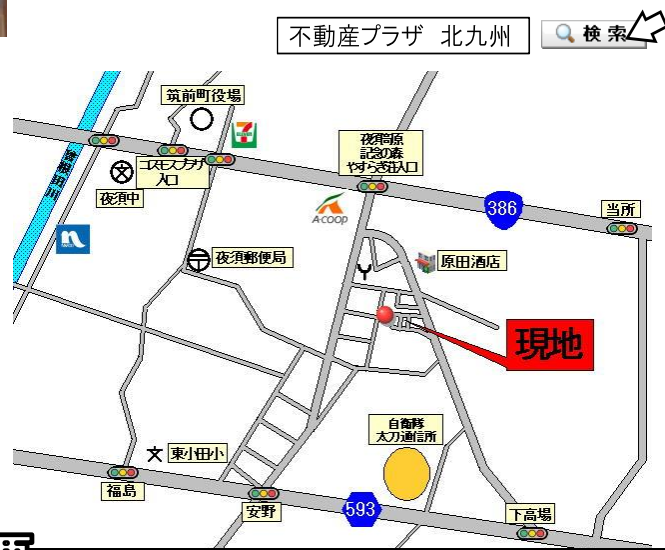 不動産プラザ 北九州
検索
筑前町役場
夜須高原
記念の森
やすらぎ荘入口
コスモスプラザ
入口
夜須中
386
当所
A-COOP
夜須郵便局
原田酒店
現地
自衛隊
太刀通信所
東小田小
福島
安野
593
下高場